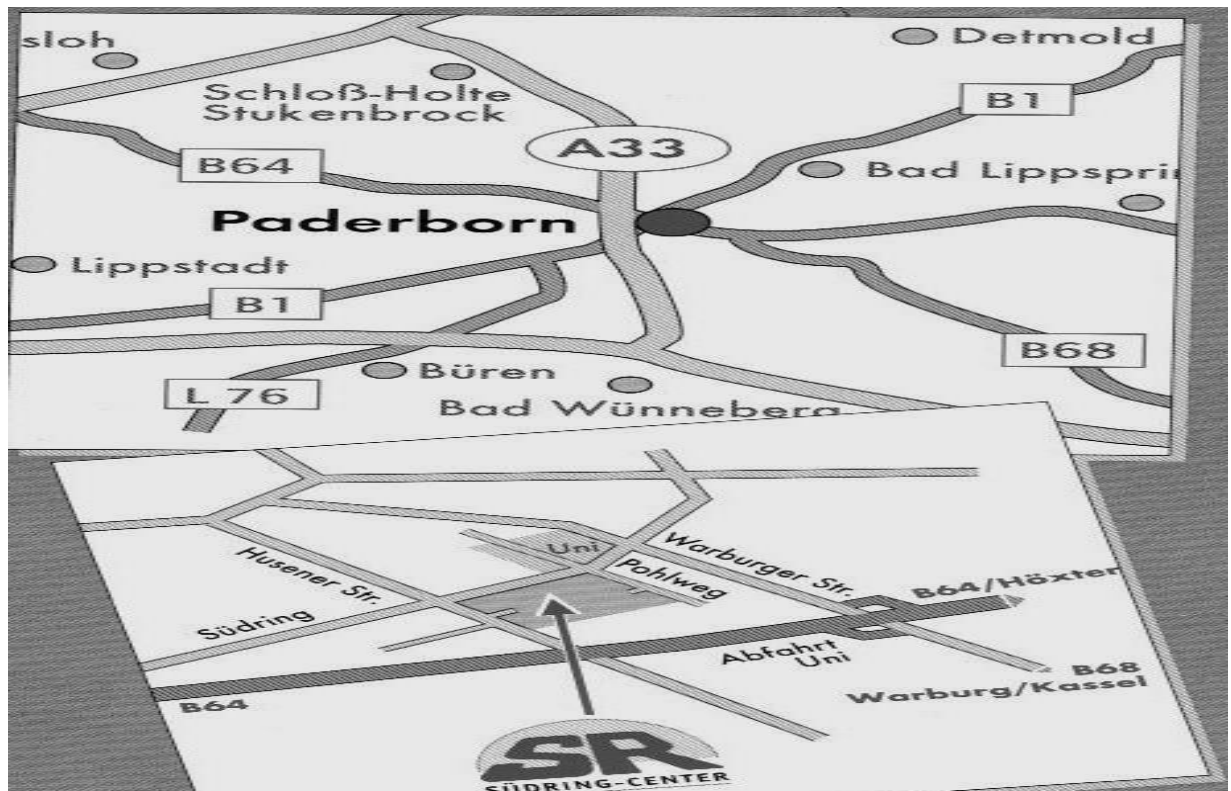 sloh
Detmold
Schloß-Holte
Stukenbrock
B1
A33
B64
Bad Lippsprin
Paderborn
Lippstadt
B1
B68
Büren
L 76
Bad Wünneberg
Uni
Husener Str.
Pohlweg
Warburger Str.
B64/Höxter
Südring
Abfahrt
Uni
B64
B68
Warburg/Kassel
SR
SÜDRING-CENTER